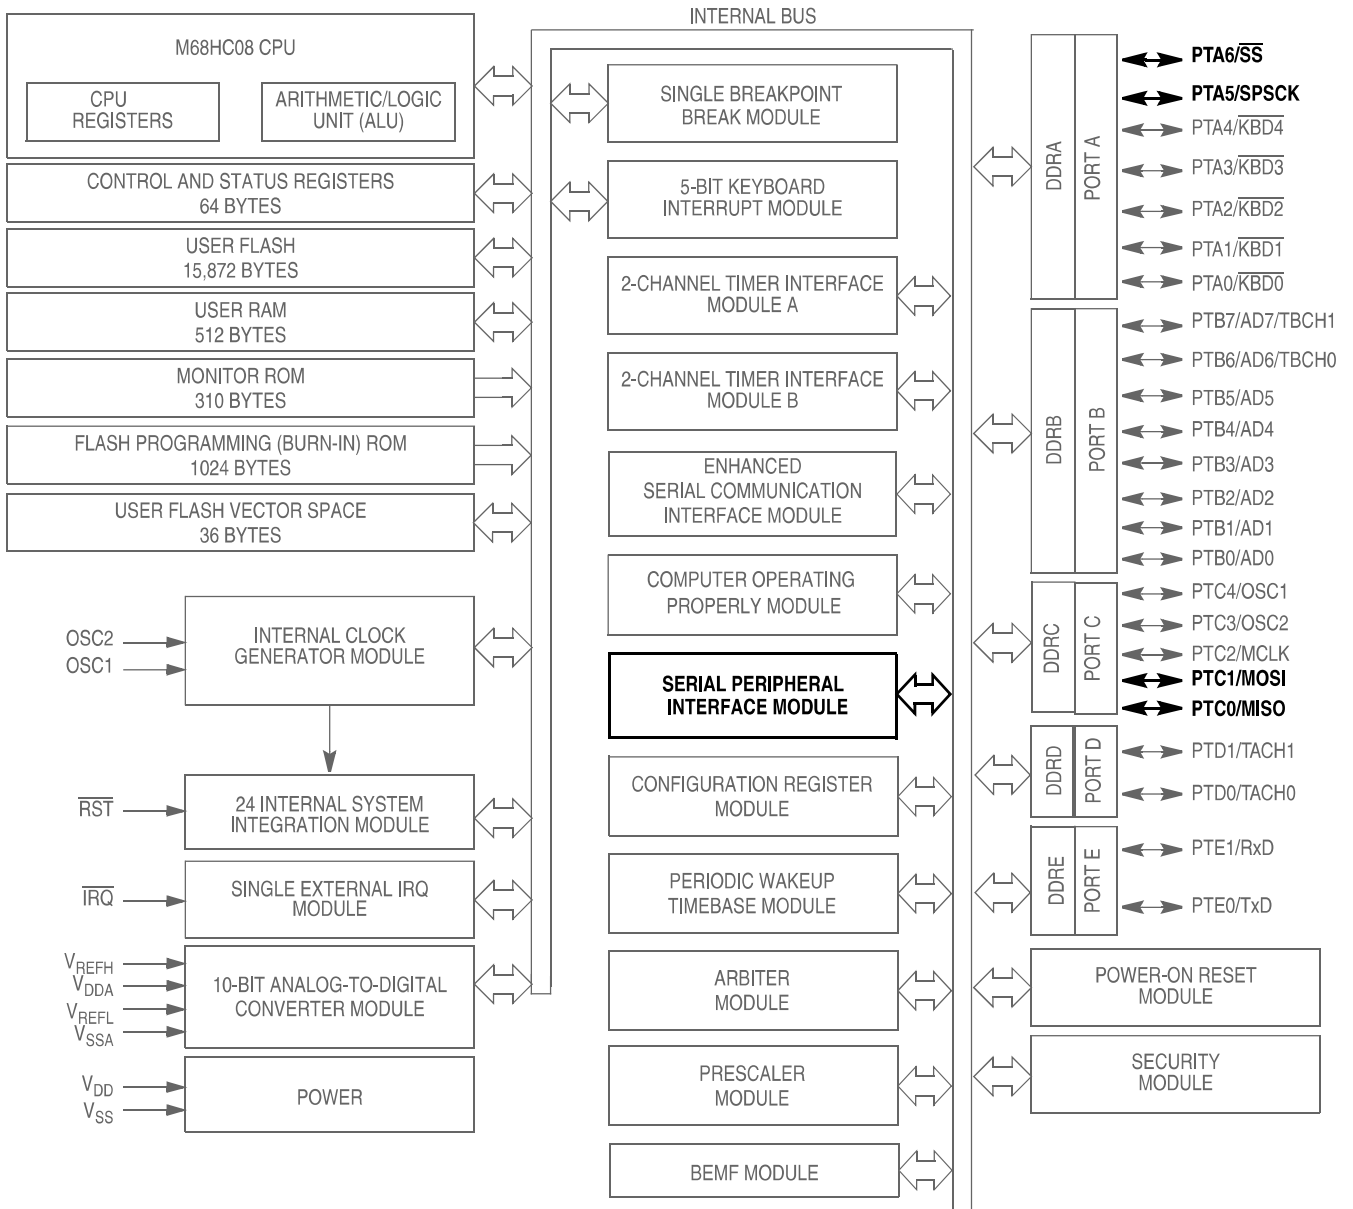 INTERNAL BUS
M68HC08 CPU
CPU
REGISTERS
ARITHMETIC/LOGIC
UNIT (ALU)
CONTROL AND STATUS REGISTERS
64 BYTES
USER FLASH
15,872 BYTES
USER RAM
512 BYTES
MONITOR ROM
310 BYTES
FLASH PROGRAMMING (BURN-IN) ROM
1024 BYTES
USER FLASH VECTOR SPACE
36 BYTES
OSC2
OSC1
INTERNAL CLOCK
GENERATOR MODULE
RST
24 INTERNAL SYSTEM
INTEGRATION MODULE
IRQ
SINGLE EXTERNAL IRQ
MODULE
VREFH
VDDA
VREFL
VSSA
10-BIT ANALOG-TO-DIGITAL
CONVERTER MODULE
VDD
VSS
POWER
SINGLE BREAKPOINT
BREAK MODULE
5-BIT KEYBOARD
INTERRUPT MODULE
2-CHANNEL TIMER INTERFACE
MODULE A
2-CHANNEL TIMER INTERFACE
MODULE B
ENHANCED
SERIAL COMMUNICATION
INTERFACE MODULE
COMPUTER OPERATING
PROPERLY MODULE
SERIAL PERIPHERAL
INTERFACE MODULE
CONFIGURATION REGISTER
MODULE
PERIODIC WAKEUP
TIMEBASE MODULE
ARBITER
MODULE
PRESCALER
MODULE
BEMF MODULE
DDRA
PORT A
PTA6/SS
PTA5/SPSCK
PTA4/KBD4
PTA3/KBD3
PTA2/KBD2
PTA1/KBD1
PTA0/KBD0
DDRB
PORT B
PTB7/AD7/TBCH1
PTB6/AD6/TBCH0
PTB5/AD5
PTB4/AD4
PTB3/AD3
PTB2/AD2
PTB1/AD1
PTB0/AD0
DDRC
PORT C
PTC4/OSC1
PTC3/OSC2
PTC2/MCLK
PTC1/MOSI
PTC0/MISO
DDRD
PORT D
PTD1/TACH1
PTD0/TACH0
DDRE
PORT E
PTE1/RxD
PTE0/TxD
POWER-ON RESET
MODULE
SECURITY
MODULE